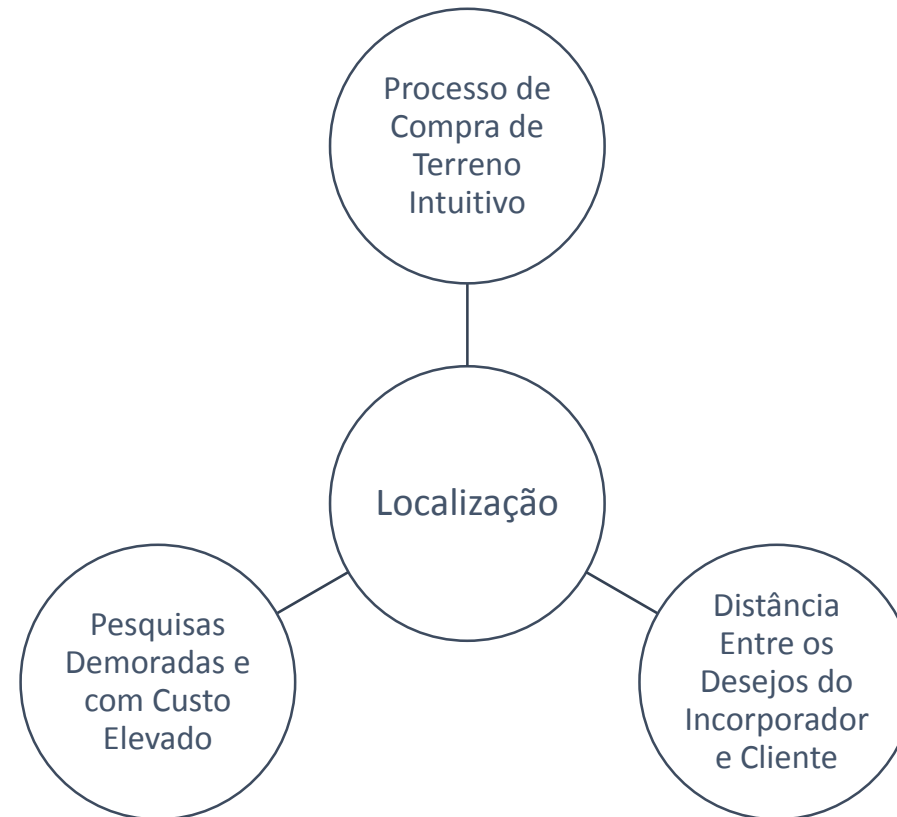 Processo de
Compra de
Terreno
Intuitivo
Localização
Pesquisas
Demoradas e
com Custo
Elevado
Distância
Entre os
Desejos do
Incorporador
e Cliente